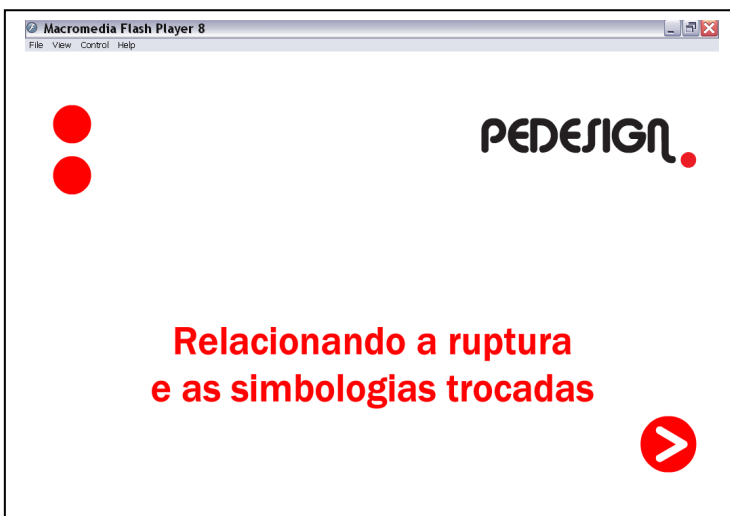 Macromedia Flash Player 8
File View Control Help
PEDESIGN.
Relacionando a ruptura
e as simbologias trocadas